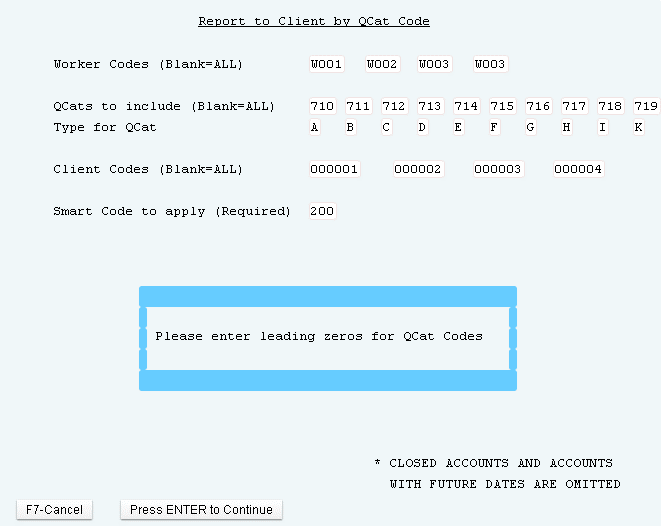 Report to Client by QCat Code
Worker Codes (Blank=ALL) W001 W002 W003 W003
QCats to include (Blank=ALL) 710 711 712 713 714 715 716 717 718 719
Type for QCat A B C D E F G H I K
Client Codes (Blank=ALL) 000001 000002 000003 000004
Smart Code to apply (Required) 200
Please enter leading zeros for QCat Codes
* CLOSED ACCOUNTS AND ACCOUNTS
WITH FUTURE DATES ARE OMITTED
F7-Cancel Press ENTER to Continue